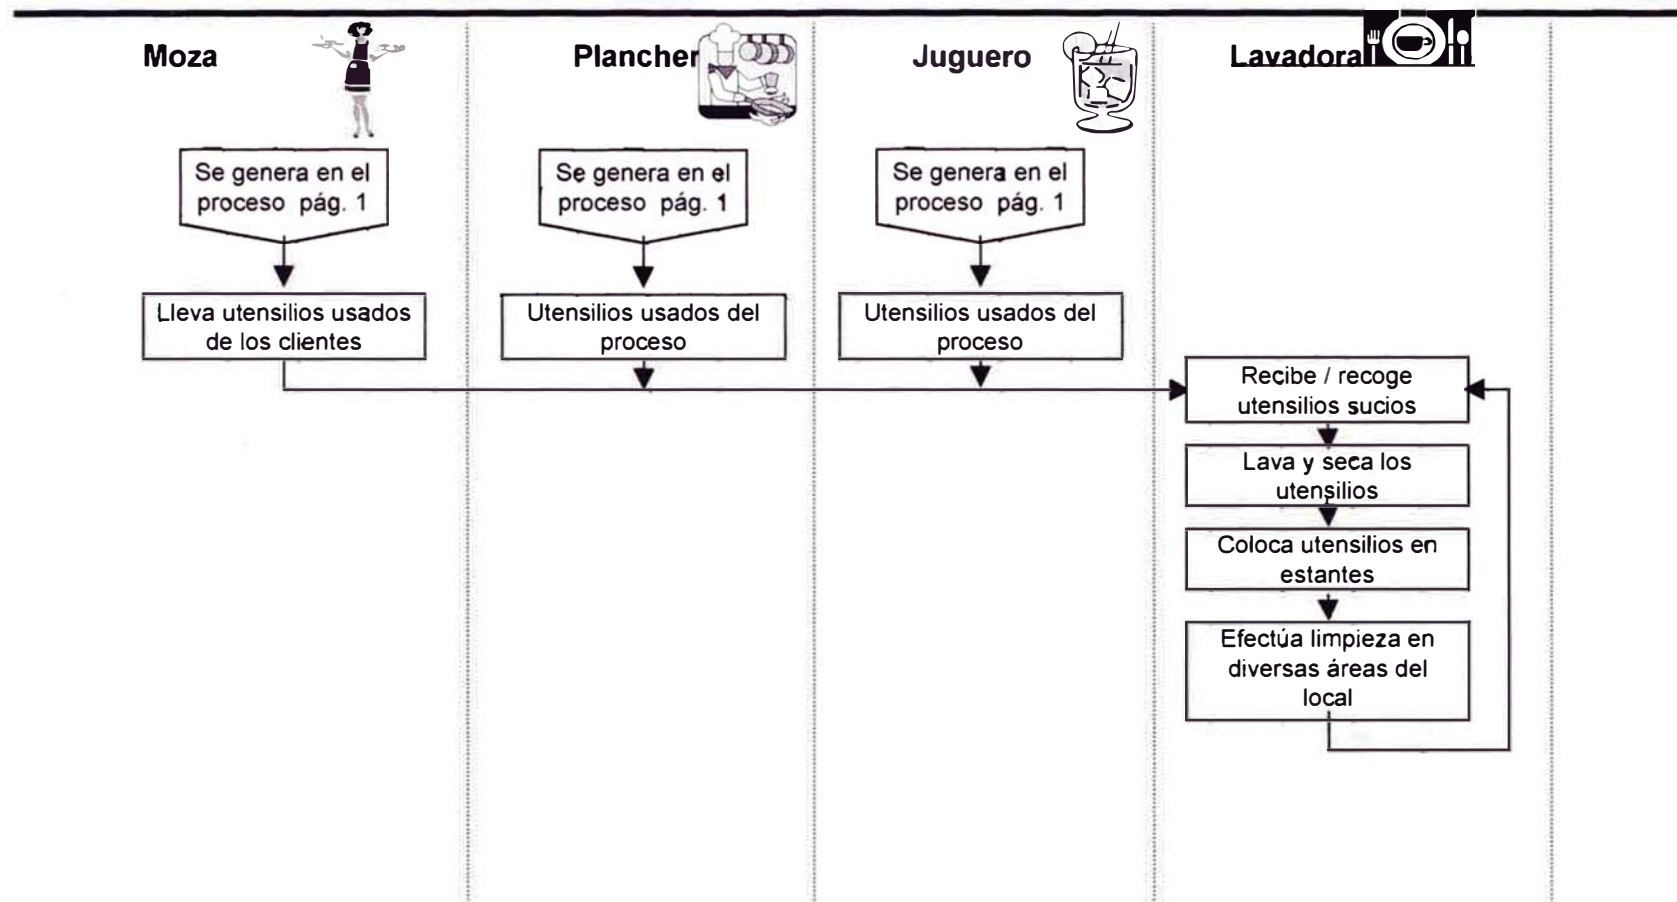 Moza
Plancher
Juguero
Lavadora
Se genera en el
proceso pág. 1
Se genera en el
proceso pág. 1
Se genera en el
proceso pág. 1
Lleva utensilios usados
de los clientes
Utensilios usados del
proceso
Utensilios usados del
proceso
Recibe / recoge
utensilios sucios
Lava y seca los
utensilios
Coloca utensilios en
estantes
Efectúa limpieza en
diversas áreas del
local